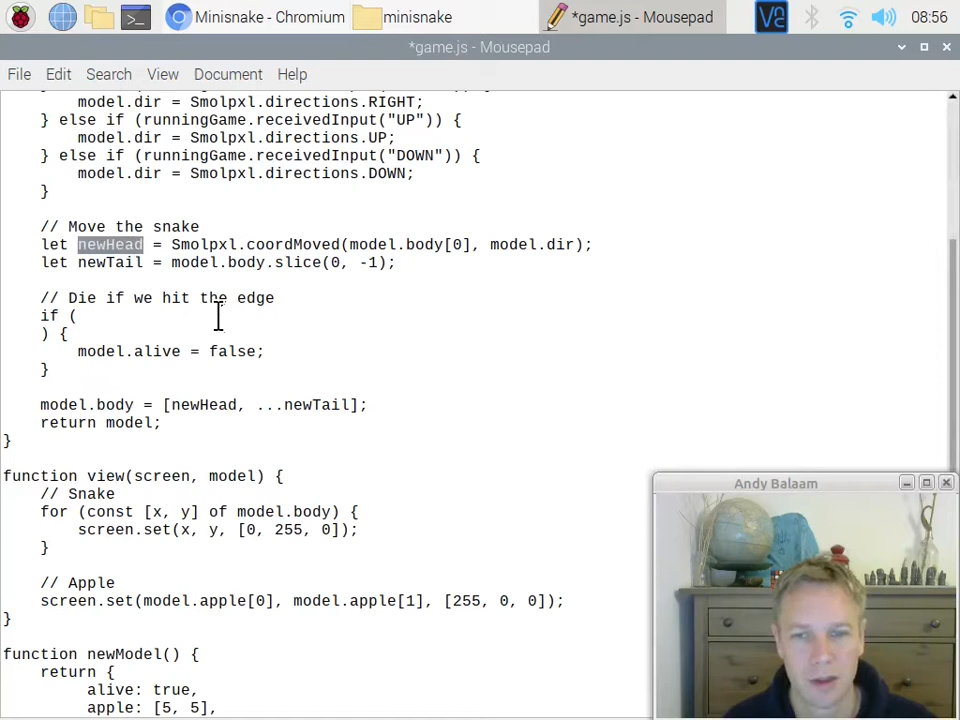 Minisnake - Chromium
minisnake
*game.js - Mousepad
08:56
*game.js - Mousepad
File Edit Search View Document Help
model.dir = Smolpxl.directions.RIGHT;
} else if (runningGame.receivedInput("UP")) {
model.dir = Smolpxl.directions.UP;
} else if (runningGame.receivedInput("DOWN")) {
model.dir = Smolpxl.directions.DOWN;
}
// Move the snake
let newHead = Smolpxl.coordMoved(model.body[0], model.dir);
let newTail = model.body.slice(0, -1);
// Die if we hit the edge
if (
) {
model.alive = false;
}
model.body = [newHead, ...newTail];
return model;
}
function view(screen, model) {
// Snake
for (const [x, y] of model.body) {
screen.set(x, y, [0, 255, 0]);
}
// Apple
screen.set(model.apple[0], model.apple[1], [255, 0, 0]);
}
function newModel() {
return {
alive: true,
apple: [5, 5],
Andy Balaam